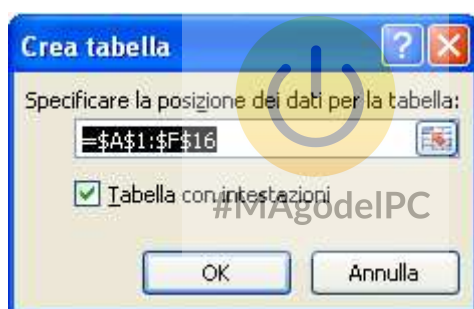 Crea tabella
Specificare la posizione dei dati per la tabella:
=$A$1:$F$16
Tabella con intestazioni
#MAgodelPC
OK
Annulla